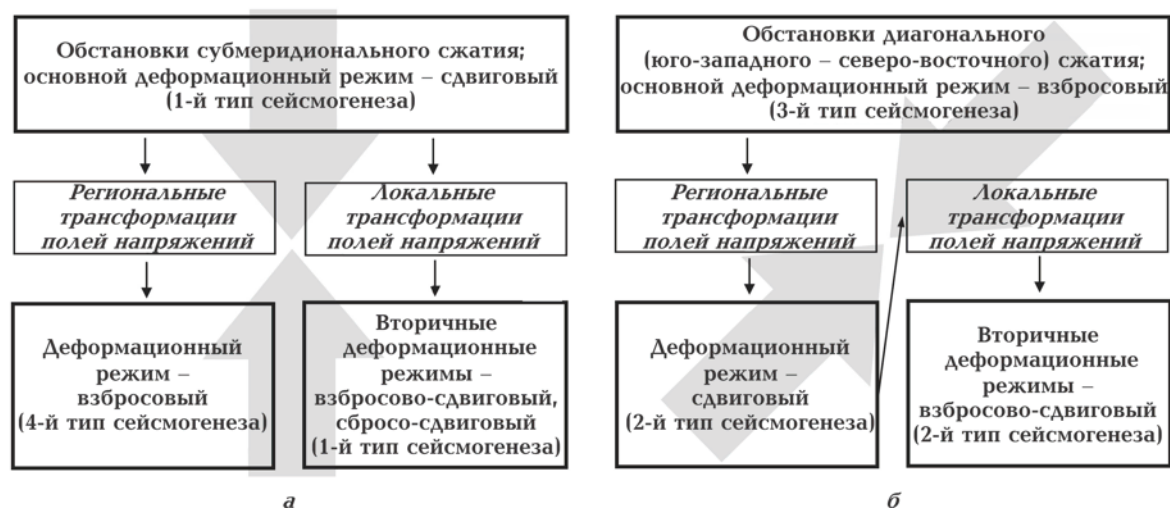 Обстановки субмеридионального сжатия;
основной деформационный режим – сдвиговый
(1-й тип сейсмогенеза)
Региональные
трансформации
полей напряжений
Локальные
трансформации
полей напряжений
Деформационный
режим –
взбросовый
(4-й тип сейсмогенеза)
Вторичные
деформационные
режимы –
взбросово-сдвиговый,
сбросо-сдвиговый
(1-й тип сейсмогенеза)
а
Обстановки диагонального
(юго-западного – северо-восточного) сжатия;
основной деформационный режим – взбросовый
(3-й тип сейсмогенеза)
Региональные
трансформации
полей напряжений
Локальные
трансформации
полей напряжений
Деформационный
режим –
сдвиговый
(2-й тип сейсмогенеза)
Вторичные
деформационные
режимы –
взбросово-сдвиговый
(2-й тип сейсмогенеза)
б